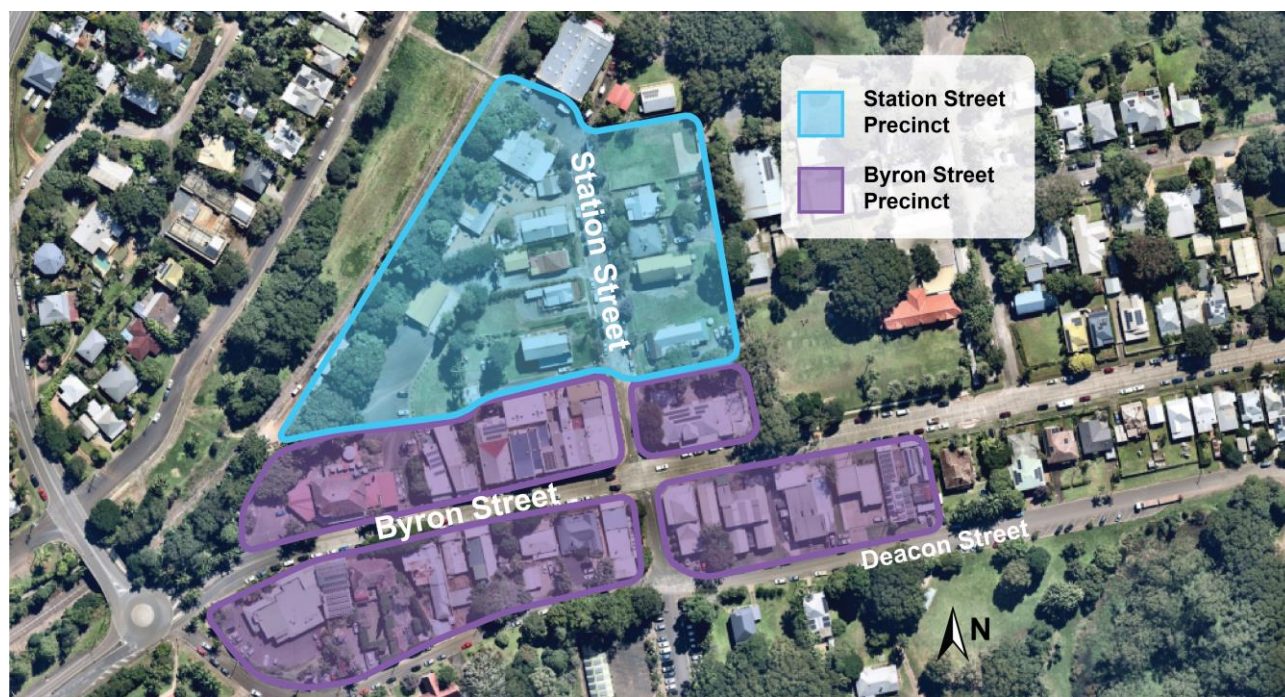 Station Street
Precinct
Byron Street
Precinct
Station Street
Byron Street
Deacon Street
N